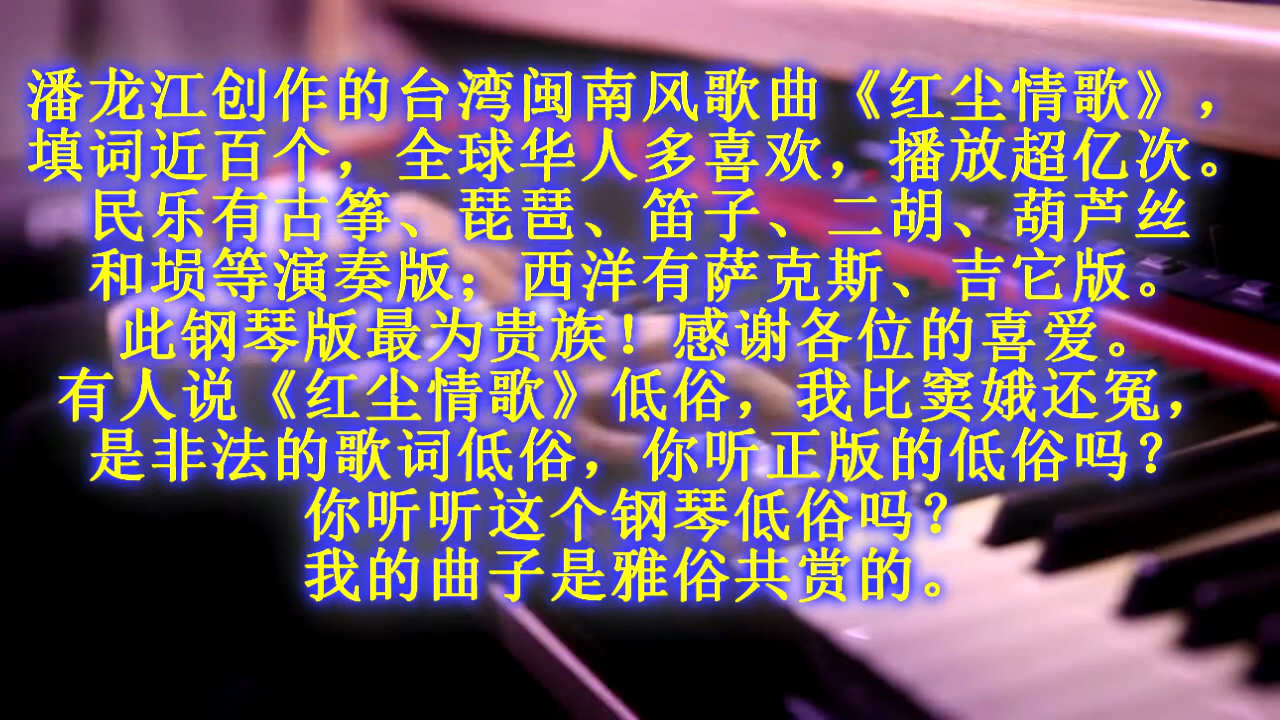 潘龙江创作的台湾闽南风歌曲《红尘情歌》，
填词近百个，全球华人多喜欢，播放超亿次。
民乐有古筝、琵琶、笛子、二胡、葫芦丝
和埙等演奏版；西洋有萨克斯、吉它版。
此钢琴版最为贵族！感谢各位的喜爱。
有人说《红尘情歌》低俗，我比窦娥还冤，
是非法的歌词低俗，你听正版的低俗吗？
你听听这个钢琴低俗吗？
我的曲子是雅俗共赏的。